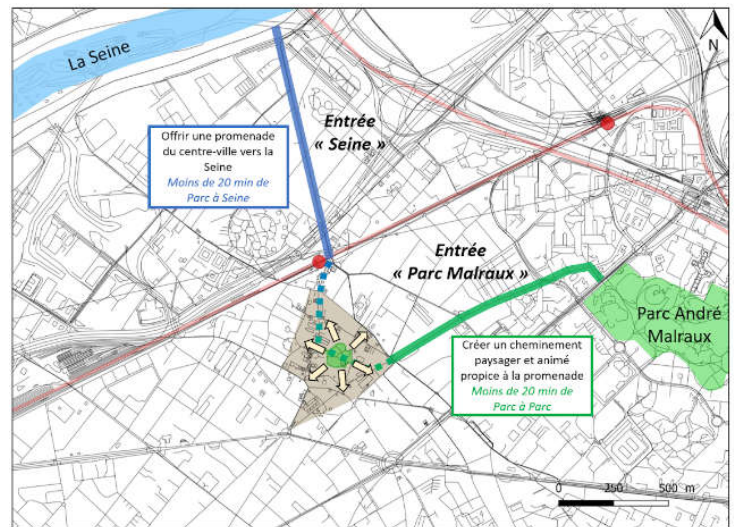 La Seine
N
Entrée
« Seine »
Offrir une promenade
du centre-ville vers la
Seine
Moins de 20 min de
Parc à Seine
Entrée
« Parc Malraux »
Parc André
Malraux
Créer un cheminement
paysager et animé
propice à la promenade
Moins de 20 min de
Parc à Parc
0 250 500 m